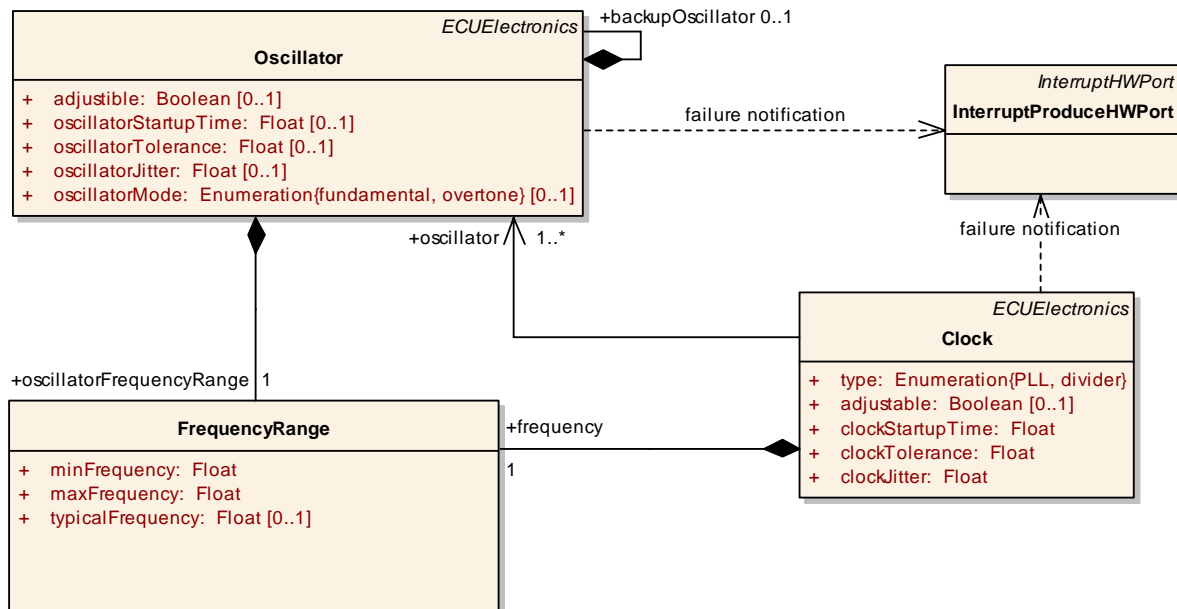 ECUElectronics
Oscillator
+ adjustible: Boolean [0..1]
+ oscillatorStartupTime: Float [0..1]
+ oscillatorTolerance: Float [0..1]
+ oscillatorJitter: Float [0..1]
+ oscillatorMode: Enumeration{fundamental, overtone} [0..1]
+backupOscillator 0..1
failure notification
InterruptHWPort
InterruptProduceHWPort
failure notification
+oscillator 1..*
ECUElectronics
Clock
+ type: Enumeration{PLL, divider}
+ adjustable: Boolean [0..1]
+ clockStartupTime: Float
+ clockTolerance: Float
+ clockJitter: Float
+oscillatorFrequencyRange 1
+frequency
1
FrequencyRange
+ minFrequency: Float
+ maxFrequency: Float
+ typicalFrequency: Float [0..1]